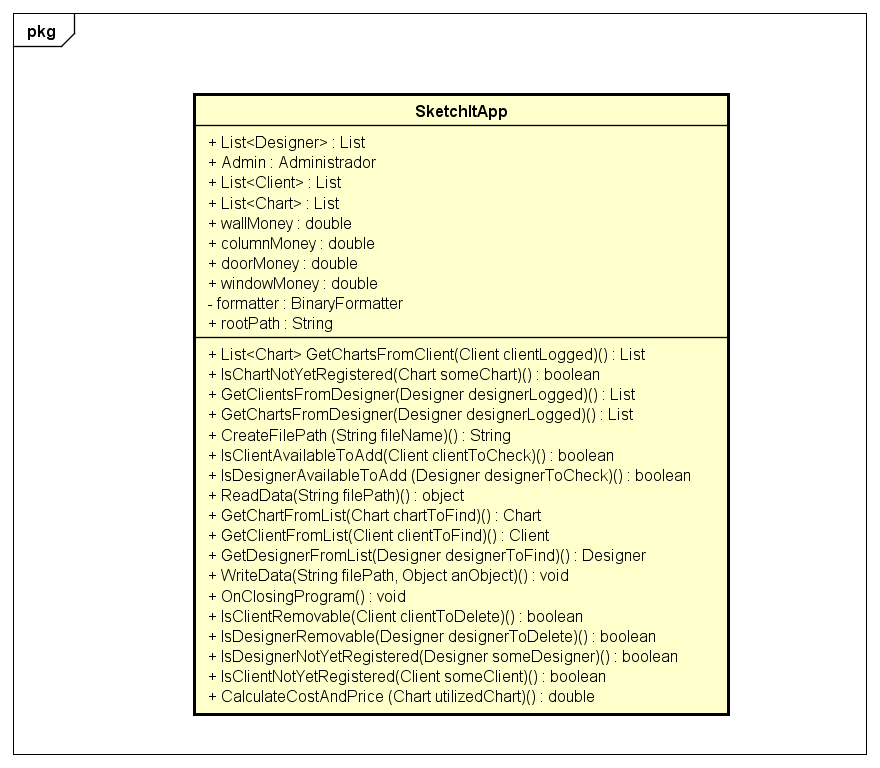 pkg
SketchItApp
+ List<Designer> : List
+ Admin : Administrador
+ List<Client> : List
+ List<Chart> : List
+ wallMoney : double
+ columnMoney : double
+ doorMoney : double
+ windowMoney : double
- formatter : BinaryFormatter
+ rootPath : String
+ List<Chart> GetChartsFromClient(Client clientLogged)() : List
+ IsChartNotYetRegistered(Chart someChart)() : boolean
+ GetClientsFromDesigner(Designer designerLogged)() : List
+ GetChartsFromDesigner(Designer designerLogged)() : List
+ CreateFilePath (String fileName)() : String
+ IsClientAvailableToAdd(Client clientToCheck)() : boolean
+ IsDesignerAvailableToAdd (Designer designerToCheck)() : boolean
+ ReadData(String filePath)() : object
+ GetChartFromList(Chart chartToFind)() : Chart
+ GetClientFromList(Client clientToFind)() : Client
+ GetDesignerFromList(Designer designerToFind)() : Designer
+ WriteData(String filePath, Object anObject)() : void
+ OnClosingProgram() : void
+ IsClientRemovable(Client clientToDelete)() : boolean
+ IsDesignerRemovable(Designer designerToDelete)() : boolean
+ IsDesignerNotYetRegistered(Designer someDesigner)() : boolean
+ IsClientNotYetRegistered(Client someClient)() : boolean
+ CalculateCostAndPrice (Chart utilizedChart)() : double